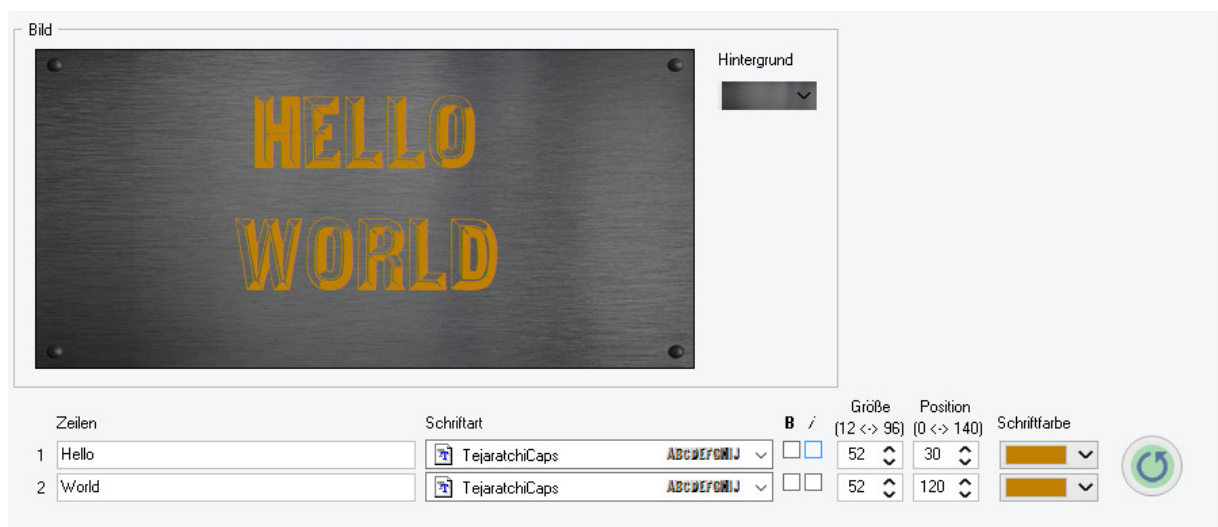 Bild
Hintergrund
HELLO
WORLD
Größe Position
Zeilen Schriftart B i (12 <-> 96) (0 <-> 140) Schriftfarbe
1 Hello TejaratchiCaps ABCDEFGHIJ 52 30
2 World TejaratchiCaps ABCDEFGHIJ 52 120